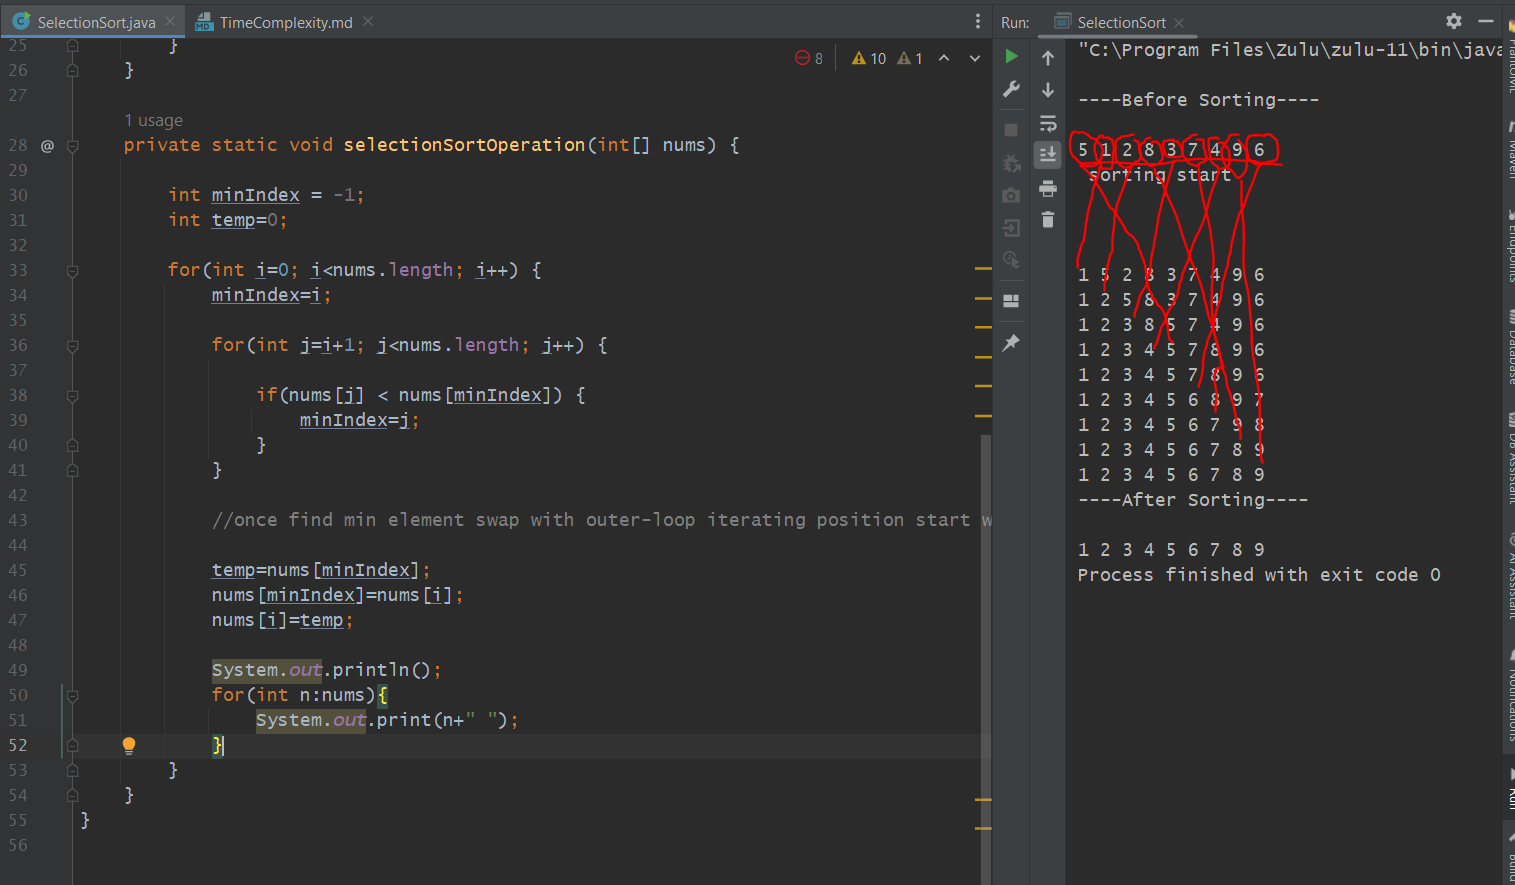 SelectionSort.java
TimeComplexity.md
Run:
SelectionSort
8 10 1
25 }
26 }
27
1 usage
28 @ private static void selectionSortOperation(int[] nums) {
29
30 int minIndex = -1;
31 int temp=0;
32
33 for(int i=0; i<nums.length; i++) {
34 minIndex=i;
35
36 for(int j=i+1; j<nums.length; j++) {
37
38 if(nums[j] < nums[minIndex]) {
39 minIndex=j;
40 }
41 }
42
43 //once find min element swap with outer-loop iterating position start w
44
45 temp=nums[minIndex];
46 nums[minIndex]=nums[i];
47 nums[i]=temp;
48
49 System.out.println();
50 for(int n:nums){
51 System.out.print(n+" ");
52 }
53 }
54 }
55 }
56
"C:\Program Files\Zulu\zulu-11\bin\java
----Before Sorting----
5 1 2 8 3 7 4 9 6
sorting start
1 5 2 8 3 7 4 9 6
1 2 5 8 3 7 4 9 6
1 2 3 8 5 7 4 9 6
1 2 3 4 5 7 8 9 6
1 2 3 4 5 7 8 9 6
1 2 3 4 5 6 8 9 7
1 2 3 4 5 6 7 9 8
1 2 3 4 5 6 7 8 9
1 2 3 4 5 6 7 8 9
----After Sorting----
1 2 3 4 5 6 7 8 9
Process finished with exit code 0
PlantUML
Maven
Endpoints
Database
DB Assistant
AI Assistant
Notifications
Run
Build